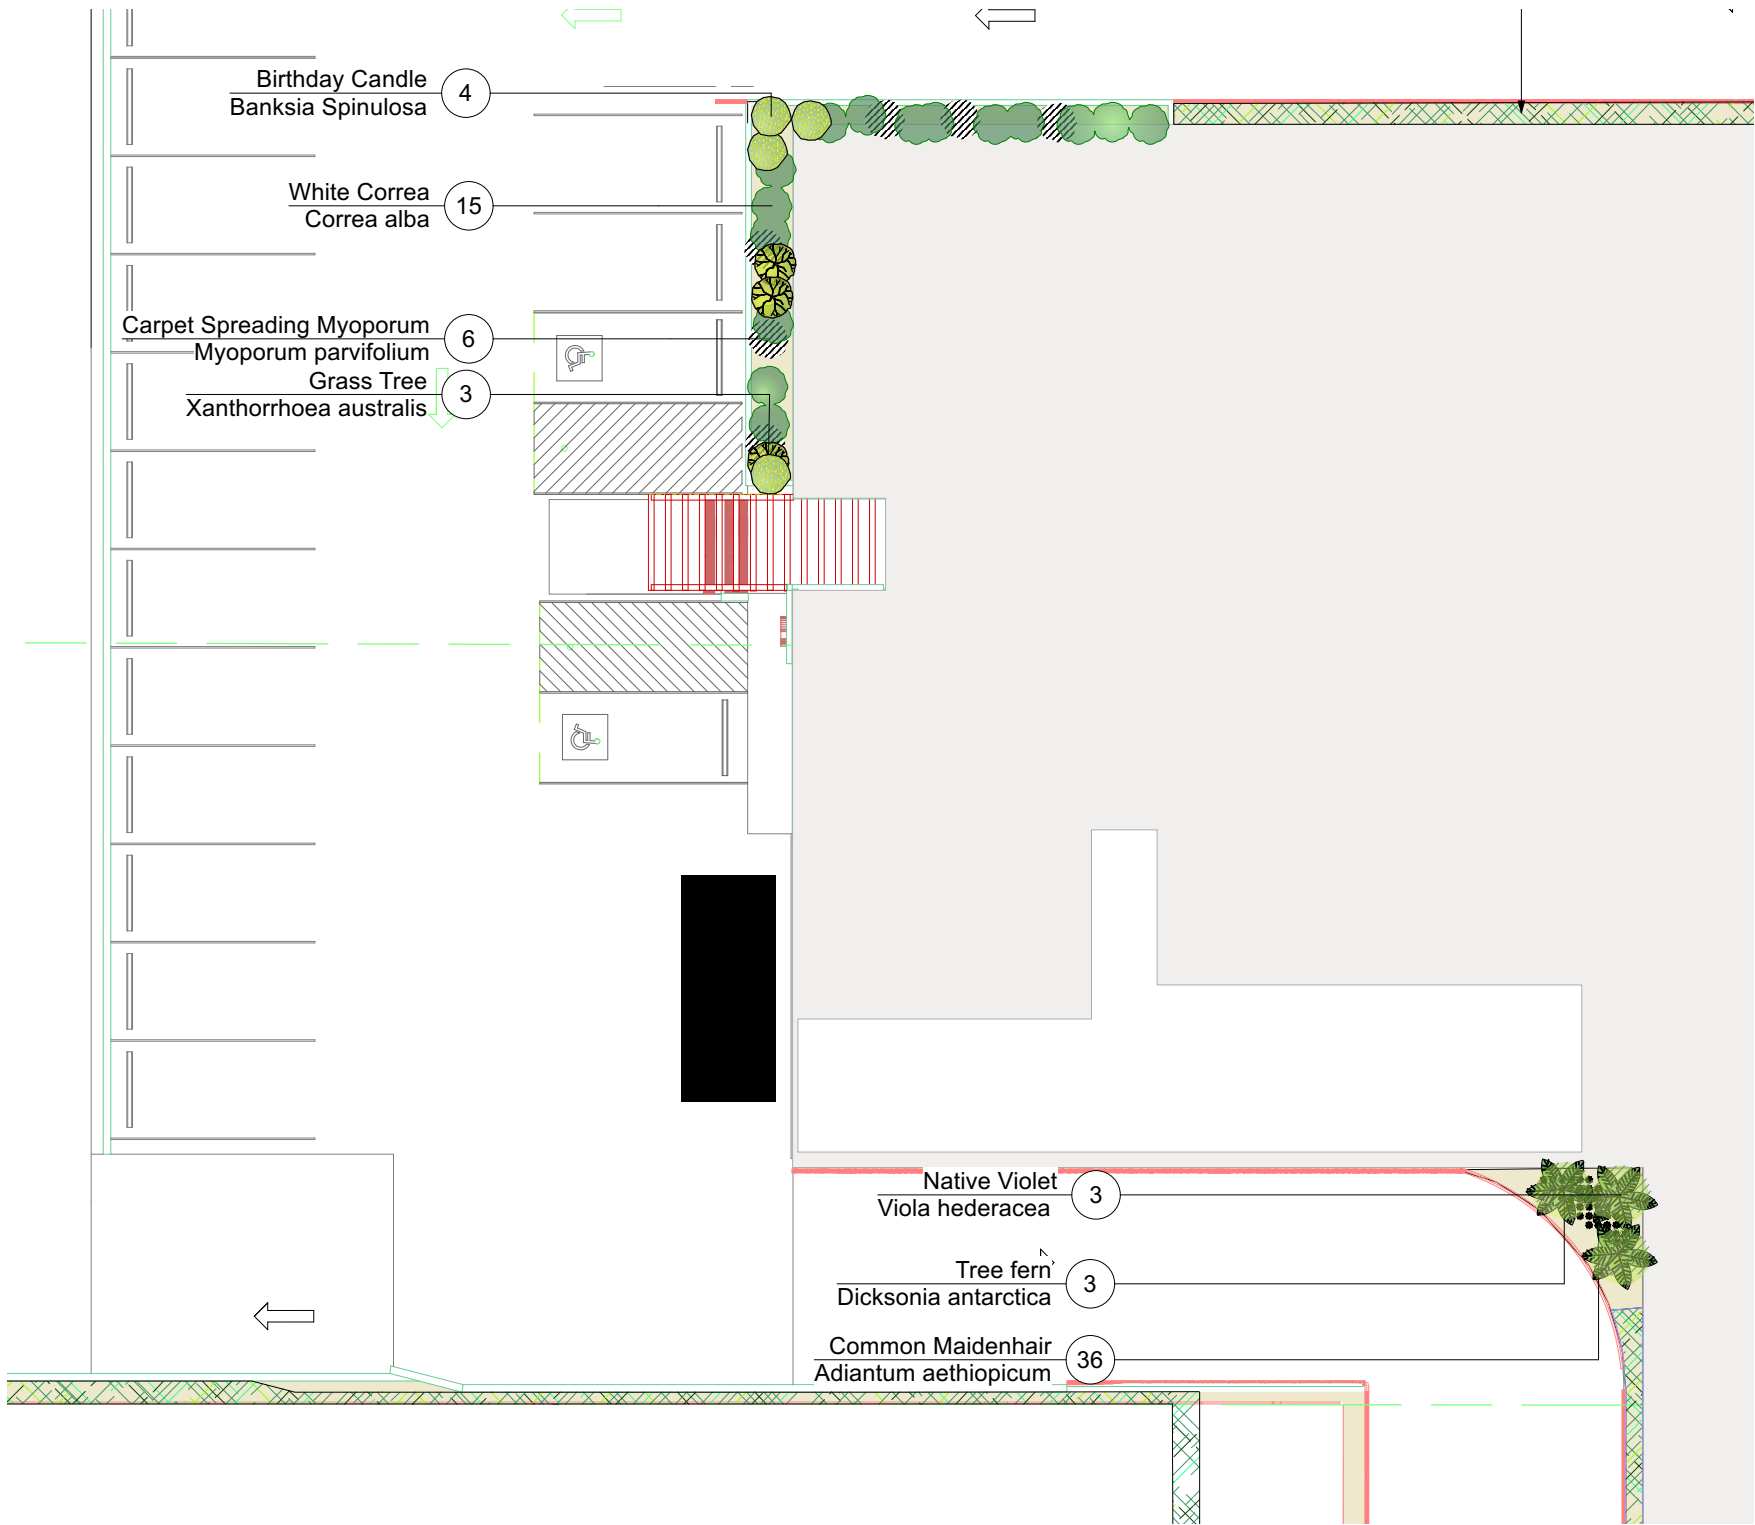 Birthday Candle
Banksia Spinulosa
4
White Correa
Correa alba
15
Carpet Spreading Myoporum
Myoporum parvifolium
6
Grass Tree
Xanthorrhoea australis
3
Native Violet
Viola hederacea
3
Tree fern
Dicksonia antarctica
3
Common Maidenhair
Adiantum aethiopicum
36